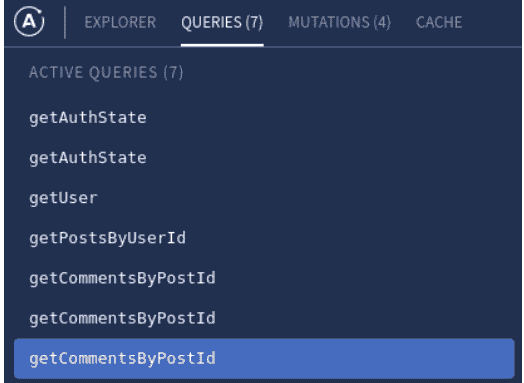 A EXPLORER QUERIES (7) MUTATIONS (4) CACHE
ACTIVE QUERIES (7)
getAuthState
getAuthState
getUser
getPostsByUserId
getCommentsByPostId
getCommentsByPostId
getCommentsByPostId